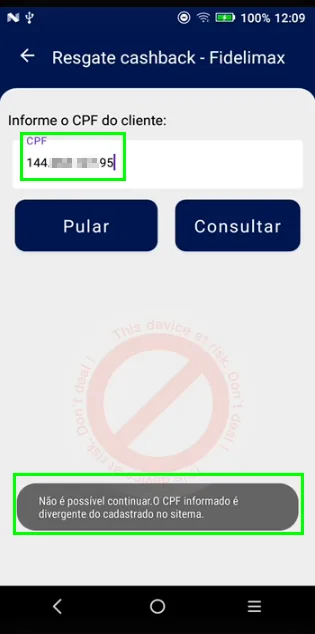 100% 12:09
Resgate cashback - Fidelimax
Informe o CPF do cliente:
CPF
144. .95
Pular
Consultar
This device at risk. Don't deal !
Não é possível continuar.O CPF informado é
divergente do cadastrado no sitema.